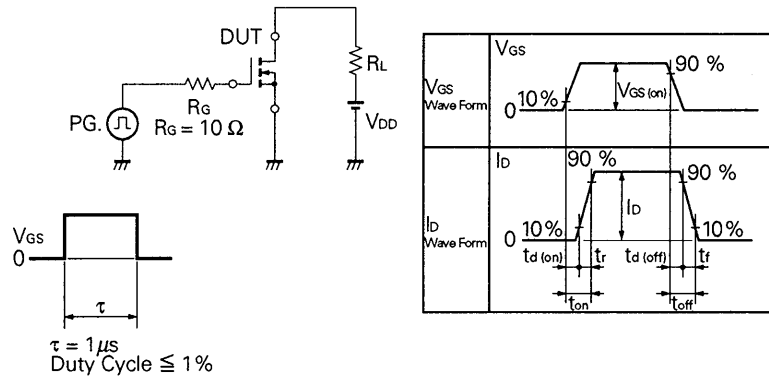 DUT
RL
RG
PG.
RG = 10 Ω
VDD
VGS
0
τ
τ = 1 μs
Duty Cycle ≦ 1%
VGS
Wave Form
VGS
90 %
10 %
VGS (on)
0
ID
Wave Form
ID
90 %
90 %
ID
10 %
10 %
0
td (on)
tr
td (off)
tf
ton
toff